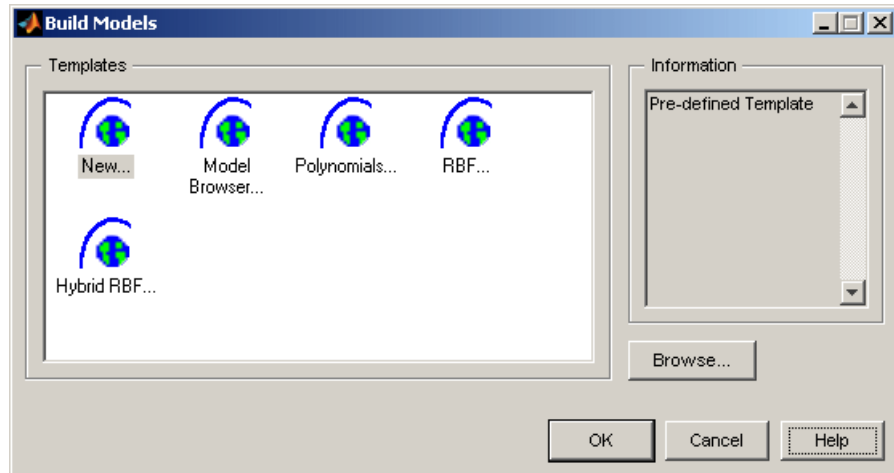 Build Models
Templates
Information
New...
Model
Browser...
Polynomials...
RBF...
Hybrid RBF...
Pre-defined Template
Browse...
OK
Cancel
Help